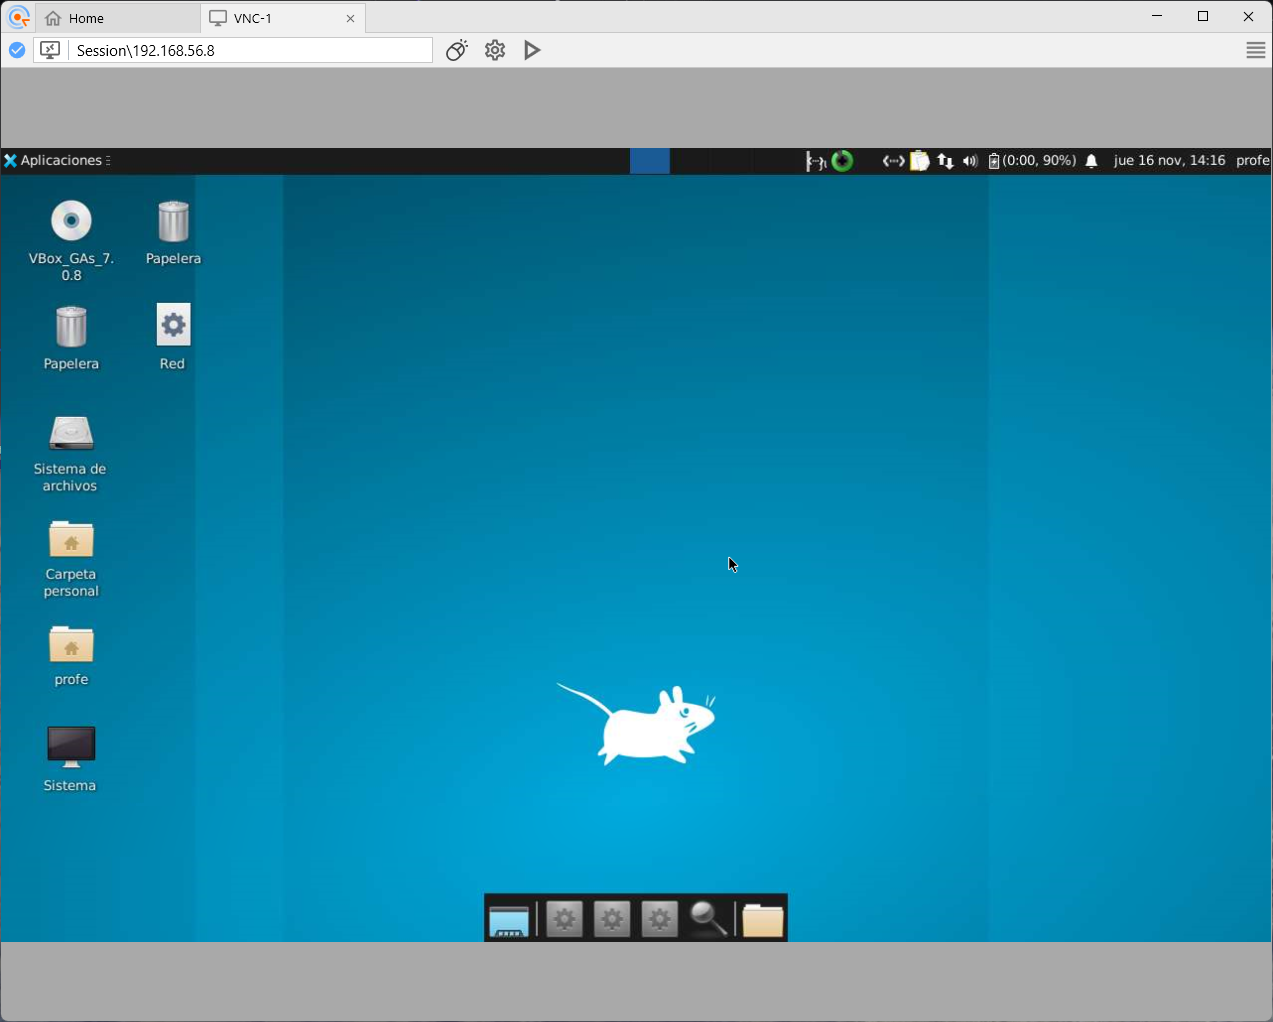 Home
VNC-1
Session\192.168.56.8
Aplicaciones
(0:00, 90%)
jue 16 nov, 14:16
profe
VBox_GAs_7.
0.8
Papelera
Papelera
Red
Sistema de
archivos
Carpeta
personal
profe
Sistema